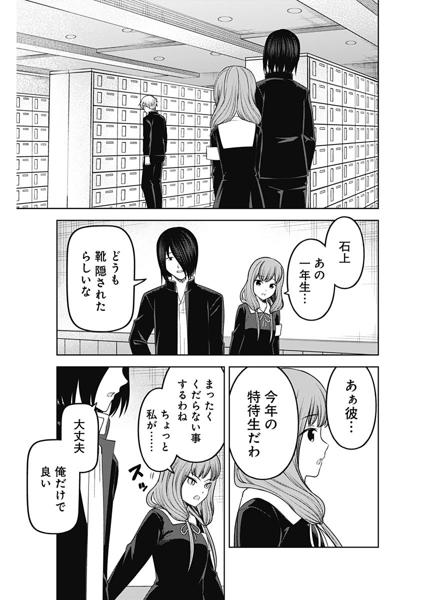 石上
あの
一年生…
どうも
靴隠された
らしいな
あぁ彼…
今年の
特待生だわ
まったく
くだらない事
するわね
ちょっと
私が……
スッ
大丈夫
俺だけで
良い